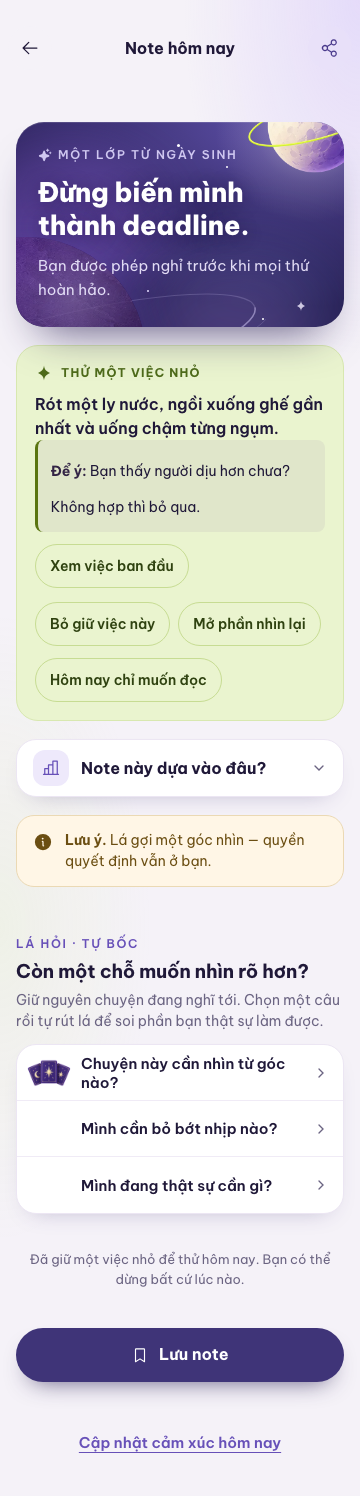 Note hôm nay
MỘT LỚP TỪ NGÀY SINH
Đừng biến mình
thành deadline.
Bạn được phép nghỉ trước khi mọi thứ
hoàn hảo.
THỬ MỘT VIỆC NHỎ
Rót một ly nước, ngồi xuống ghế gần
nhất và uống chậm từng ngụm.
Để ý: Bạn thấy người dịu hơn chưa?
Không hợp thì bỏ qua.
Xem việc ban đầu
Bỏ giữ việc này
Mở phần nhìn lại
Hôm nay chỉ muốn đọc
Note này dựa vào đâu?
Lưu ý. Lá gợi một góc nhìn — quyền
quyết định vẫn ở bạn.
LÁ HỎI · TỰ BỐC
Còn một chỗ muốn nhìn rõ hơn?
Giữ nguyên chuyện đang nghĩ tới. Chọn một câu
rồi tự rút lá để soi phần bạn thật sự làm được.
Chuyện này cần nhìn từ góc
nào?
Mình cần bỏ bớt nhịp nào?
Mình đang thật sự cần gì?
Đã giữ một việc nhỏ để thử hôm nay. Bạn có thể
dừng bất cứ lúc nào.
Lưu note
Cập nhật cảm xúc hôm nay